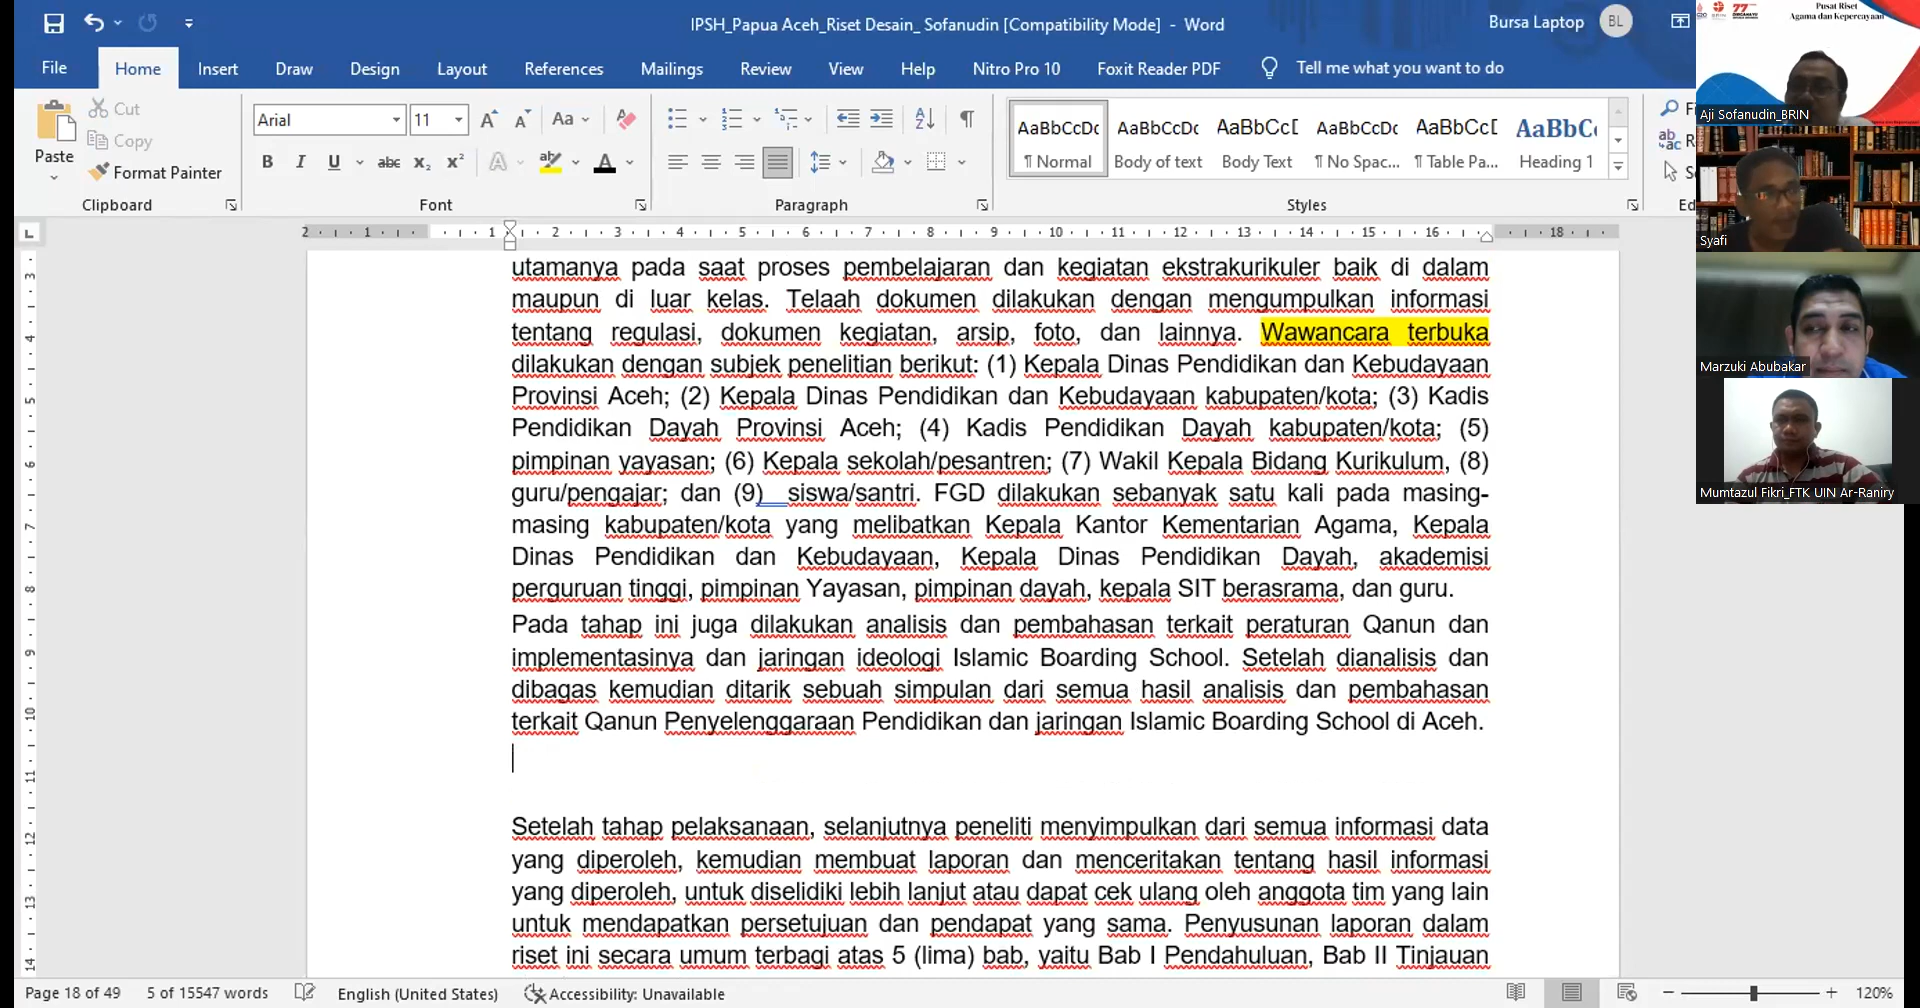 IPSH_Papua Aceh_Riset Desain_ Sofanudin [Compatibility Mode] - Word
Bursa Laptop
BL
File
Home
Insert
Draw
Design
Layout
References
Mailings
Review
View
Help
Nitro Pro 10
Foxit Reader PDF
Tell me what you want to do
Paste
Cut
Copy
Format Painter
Clipboard
Arial
11
Font
Paragraph
AaBbCcDc
¶ Normal
AaBbCcDc
Body of text
AaBbCcD
Body Text
AaBbCcDc
¶ No Spac...
AaBbCcD
¶ Table Pa...
AaBbC
Heading 1
Styles
utamanya pada saat proses pembelajaran dan kegiatan ekstrakurikuler baik di dalam
maupun di luar kelas. Telaah dokumen dilakukan dengan mengumpulkan informasi
tentang regulasi, dokumen kegiatan, arsip, foto, dan lainnya. Wawancara terbuka
dilakukan dengan subjek penelitian berikut: (1) Kepala Dinas Pendidikan dan Kebudayaan
Provinsi Aceh; (2) Kepala Dinas Pendidikan dan Kebudayaan kabupaten/kota; (3) Kadis
Pendidikan Dayah Provinsi Aceh; (4) Kadis Pendidikan Dayah kabupaten/kota; (5)
pimpinan yayasan; (6) Kepala sekolah/pesantren; (7) Wakil Kepala Bidang Kurikulum, (8)
guru/pengajar; dan (9) siswa/santri. FGD dilakukan sebanyak satu kali pada masing-
masing kabupaten/kota yang melibatkan Kepala Kantor Kementarian Agama, Kepala
Dinas Pendidikan dan Kebudayaan, Kepala Dinas Pendidikan Dayah, akademisi
perguruan tinggi, pimpinan Yayasan, pimpinan dayah, kepala SIT berasrama, dan guru.
Pada tahap ini juga dilakukan analisis dan pembahasan terkait peraturan Qanun dan
implementasinya dan jaringan ideologi Islamic Boarding School. Setelah dianalisis dan
dibagas kemudian ditarik sebuah simpulan dari semua hasil analisis dan pembahasan
terkait Qanun Penyelenggaraan Pendidikan dan jaringan Islamic Boarding School di Aceh.
Setelah tahap pelaksanaan, selanjutnya peneliti menyimpulkan dari semua informasi data
yang diperoleh, kemudian membuat laporan dan menceritakan tentang hasil informasi
yang diperoleh, untuk diselidiki lebih lanjut atau dapat cek ulang oleh anggota tim yang lain
untuk mendapatkan persetujuan dan pendapat yang sama. Penyusunan laporan dalam
riset ini secara umum terbagi atas 5 (lima) bab, yaitu Bab I Pendahuluan, Bab II Tinjauan
Page 18 of 49
5 of 15547 words
English (United States)
Accessibility: Unavailable
120%
Pusat Riset
Agama dan Kepercayaan
Aji Sofanudin_BRIN
Syafi
Marzuki Abubakar
Mumtazul Fikri_FTK UIN Ar-Raniry